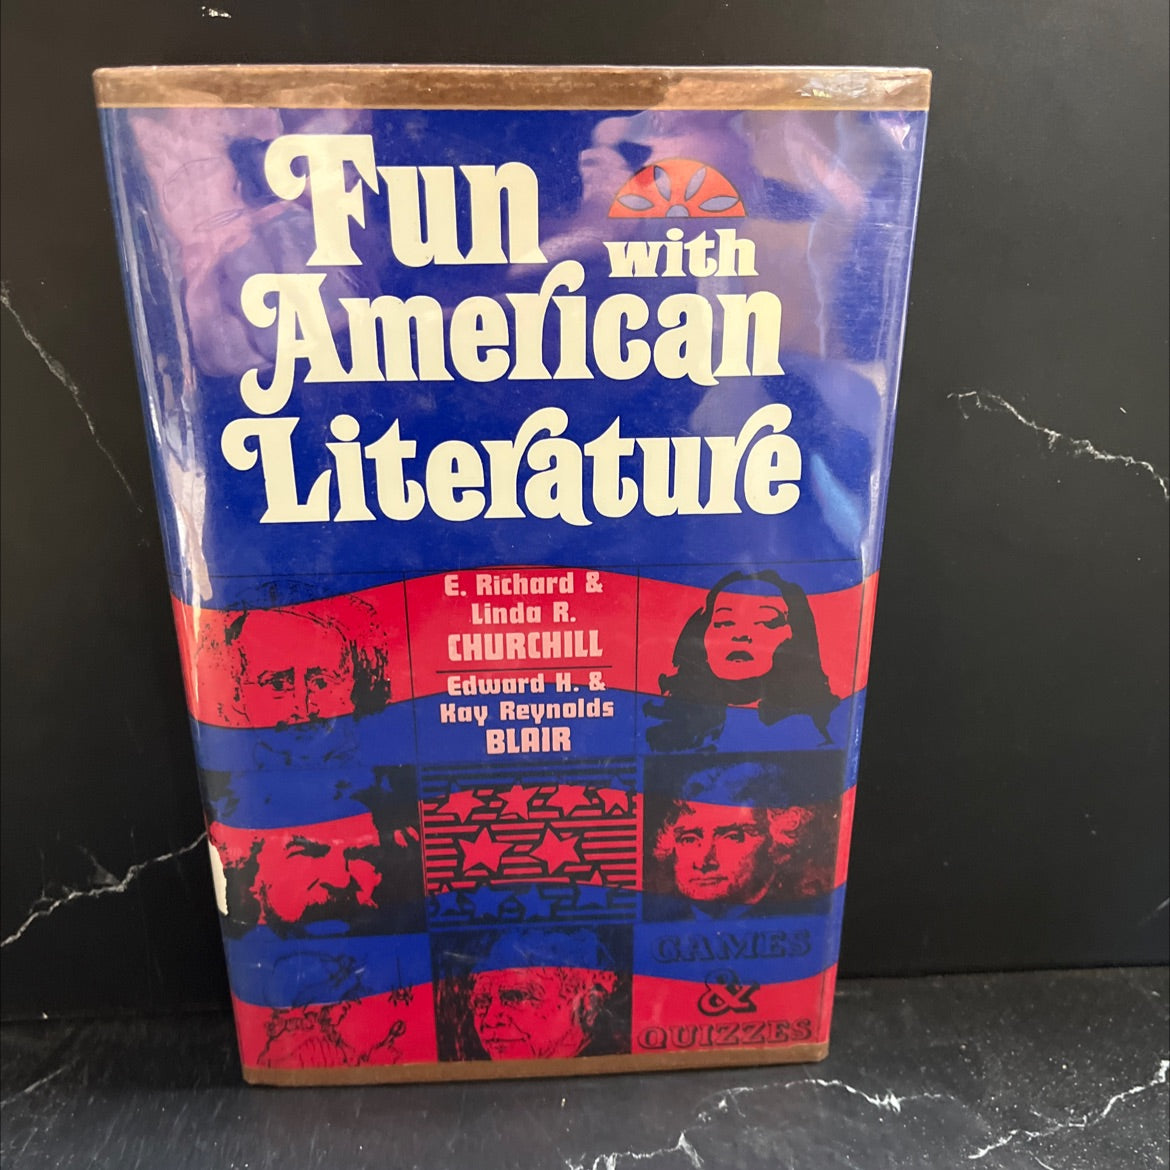 Fun
with
American
Literature
E. Richard &
Linda R.
CHURCHILL
Edward H. &
Kay Reynolds
BLAIR
GAMES
&
QUIZZES